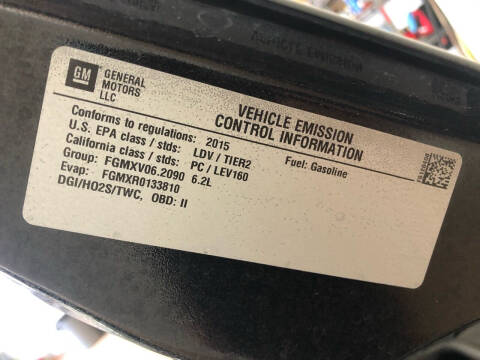 GM
GENERAL
MOTORS
LLC
VEHICLE EMISSION
CONTROL INFORMATION
Conforms to regulations: 2015
Fuel: Gasoline
U.S. EPA class / stds: LDV / TIER2
California class / stds: PC / LEV160
Group: FGMXV06.2090 6.2L
Evap: FGMXR0133810
DGI/HO2S/TWC, OBD: II